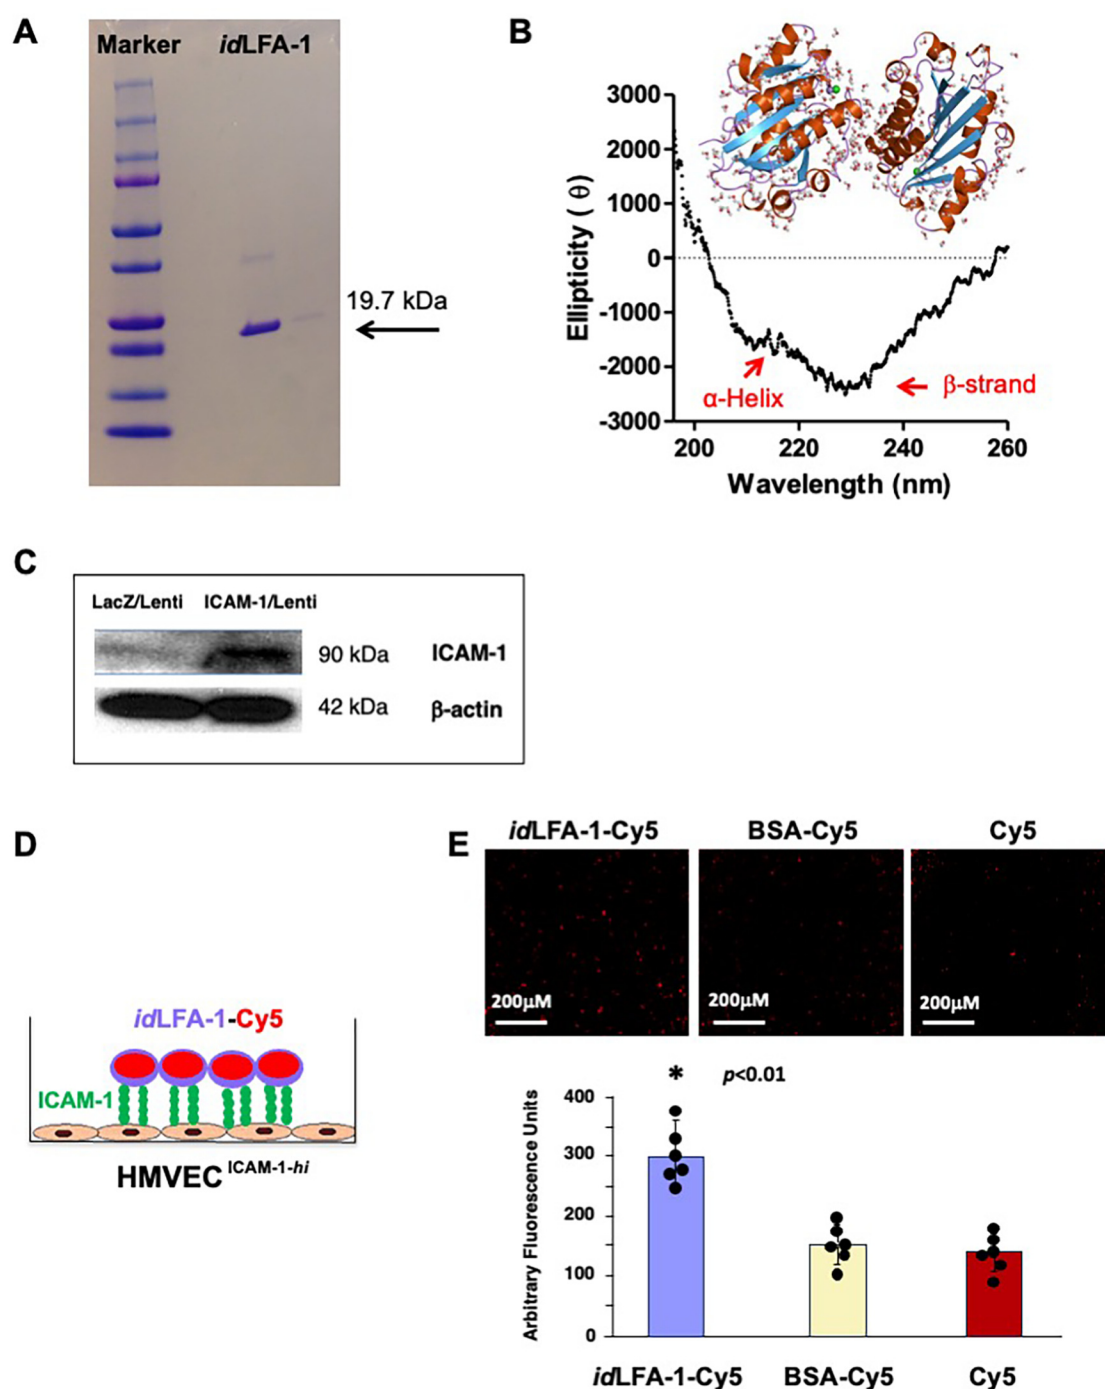 A
Marker idLFA-1
19.7 kDa
B
3000
2000
1000
0
-1000
-2000
-3000
Ellipticity ( θ)
α-Helix
β-strand
200 220 240 260
Wavelength (nm)
C
LacZ/Lenti ICAM-1/Lenti
90 kDa ICAM-1
42 kDa β-actin
D
idLFA-1-Cy5
ICAM-1
HMVEC ICAM-1-hi
E
idLFA-1-Cy5 BSA-Cy5 Cy5
200μM 200μM 200μM
* p<0.01
400
300
200
100
0
Arbitrary Fluorescence Units
idLFA-1-Cy5 BSA-Cy5 Cy5